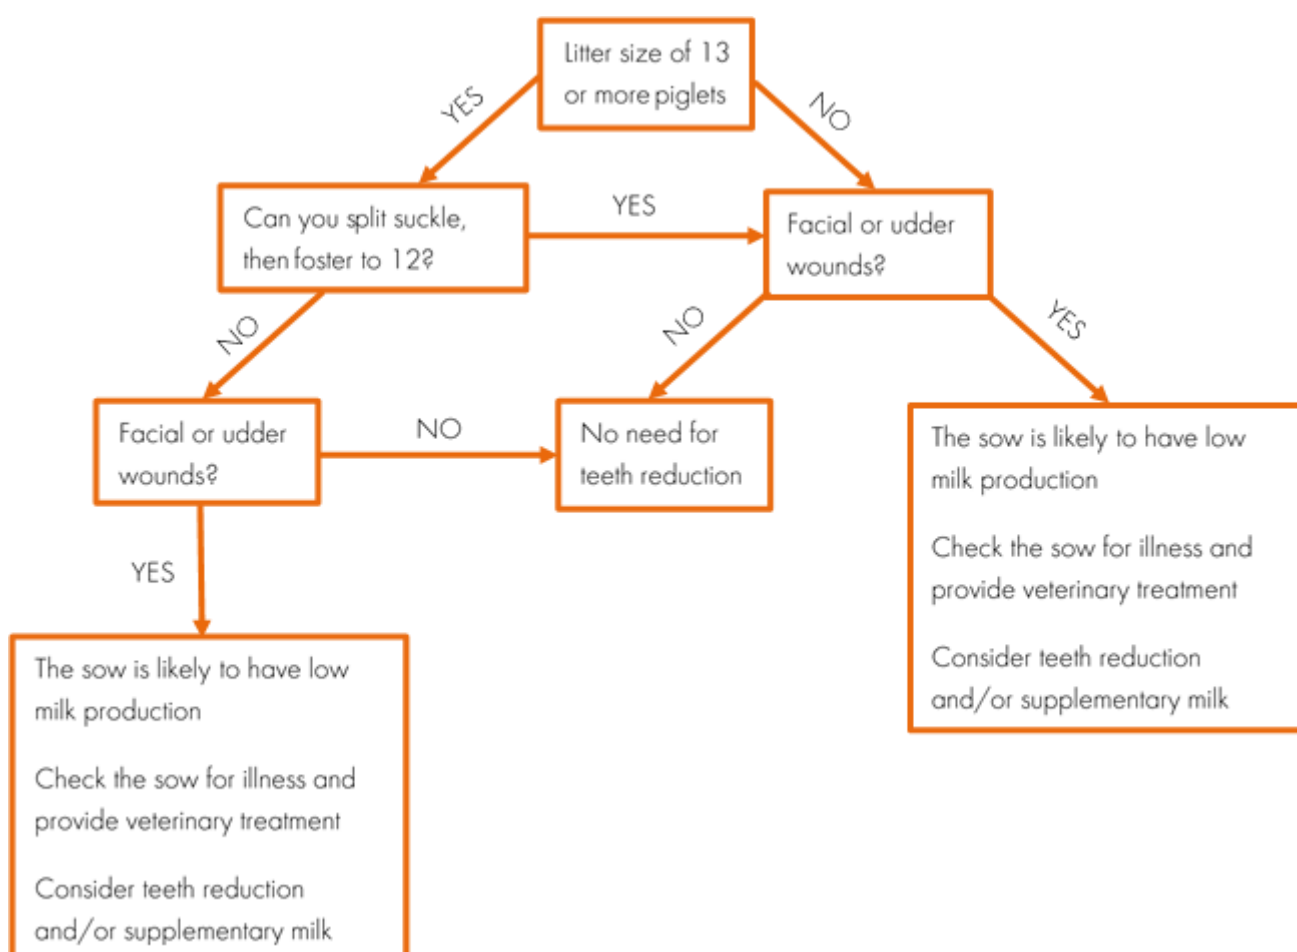 Litter size of 13
or more piglets
YES
NO
Can you split suckle,
then foster to 12?
YES
Facial or udder
wounds?
NO
NO
YES
Facial or udder
wounds?
NO
No need for
teeth reduction
The sow is likely to have low
milk production
Check the sow for illness and
provide veterinary treatment
Consider teeth reduction
and/or supplementary milk
YES
The sow is likely to have low
milk production
Check the sow for illness and
provide veterinary treatment
Consider teeth reduction
and/or supplementary milk